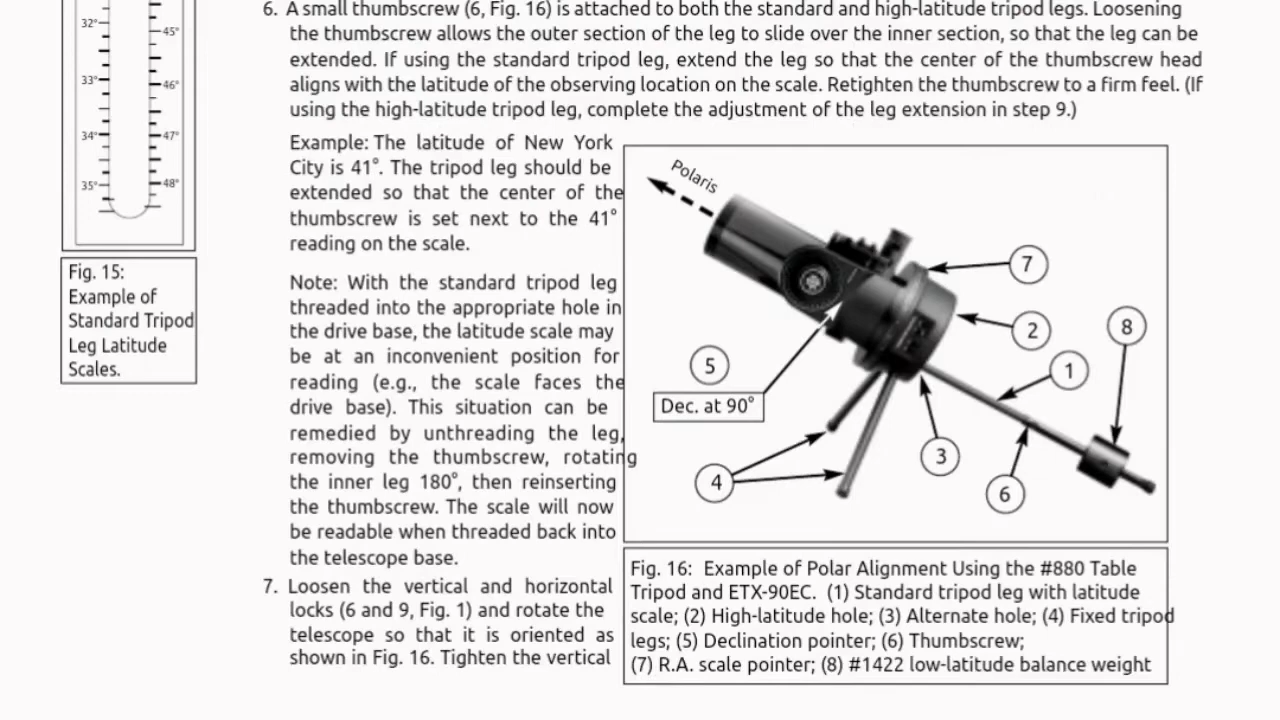 32°
45°
33°
46°
34°
47°
35°
48°
Fig. 15:
Example of
Standard Tripod
Leg Latitude
Scales.
6. A small thumbscrew (6, Fig. 16) is attached to both the standard and high-latitude tripod legs. Loosening
the thumbscrew allows the outer section of the leg to slide over the inner section, so that the leg can be
extended. If using the standard tripod leg, extend the leg so that the center of the thumbscrew head
aligns with the latitude of the observing location on the scale. Retighten the thumbscrew to a firm feel. (If
using the high-latitude tripod leg, complete the adjustment of the leg extension in step 9.)
Example: The latitude of New York
City is 41°. The tripod leg should be
extended so that the center of the
thumbscrew is set next to the 41°
reading on the scale.
Note: With the standard tripod leg
threaded into the appropriate hole in
the drive base, the latitude scale may
be at an inconvenient position for
reading (e.g., the scale faces the
drive base). This situation can be
remedied by unthreading the leg,
removing the thumbscrew, rotating
the inner leg 180°, then reinserting
the thumbscrew. The scale will now
be readable when threaded back into
the telescope base.
7. Loosen the vertical and horizontal
locks (6 and 9, Fig. 1) and rotate the
telescope so that it is oriented as
shown in Fig. 16. Tighten the vertical
Polaris
7
2
8
1
5
Dec. at 90°
3
4
6
Fig. 16: Example of Polar Alignment Using the #880 Table
Tripod and ETX-90EC. (1) Standard tripod leg with latitude
scale; (2) High-latitude hole; (3) Alternate hole; (4) Fixed tripod
legs; (5) Declination pointer; (6) Thumbscrew;
(7) R.A. scale pointer; (8) #1422 low-latitude balance weight